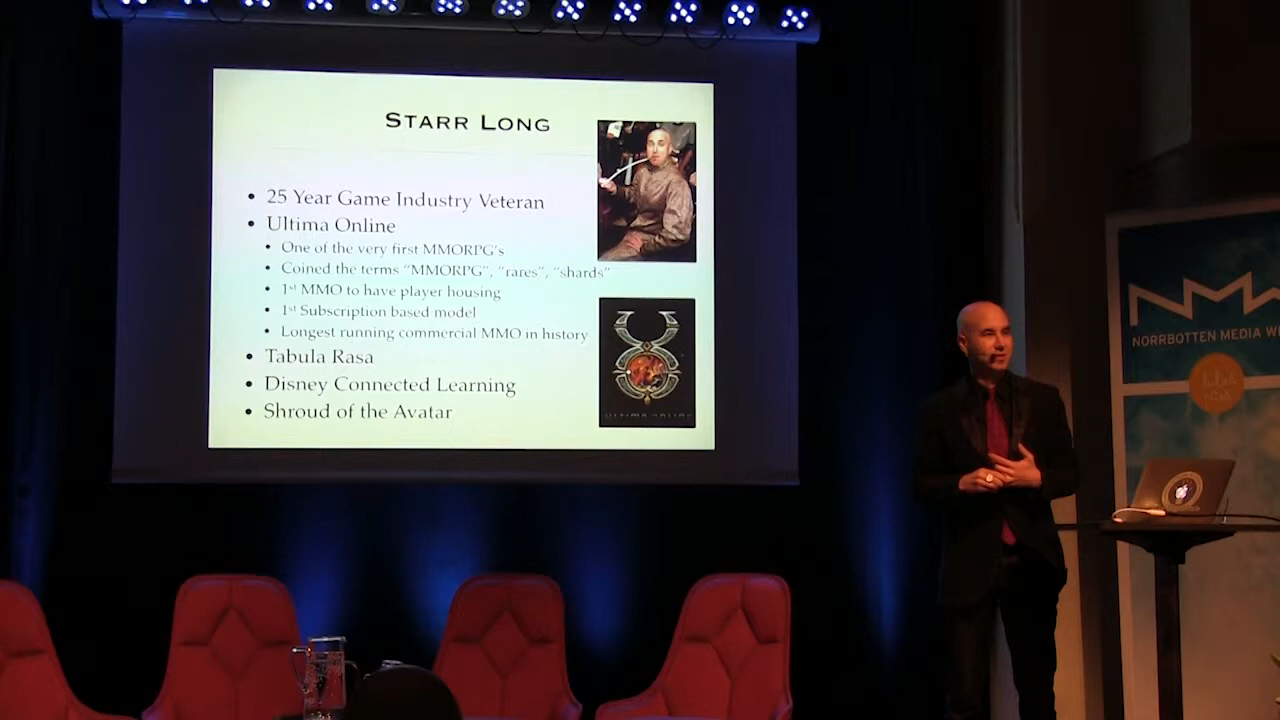 STARR LONG
• 25 Year Game Industry Veteran
• Ultima Online
• One of the very first MMORPG's
• Coined the terms "MMORPG", "rares", "shards"
• 1st MMO to have player housing
• 1st Subscription based model
• Longest running commercial MMO in history
• Tabula Rasa
• Disney Connected Learning
• Shroud of the Avatar
NORRBOTTEN MEDIA